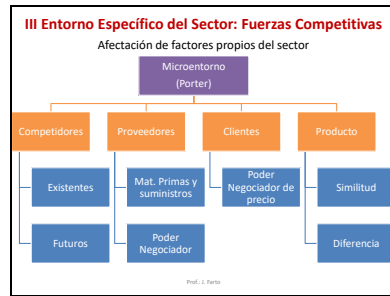 III Entorno Específico del Sector: Fuerzas Competitivas
Afectación de factores propios del sector
Microentorno
(Porter)
Competidores
Proveedores
Clientes
Producto
Existentes
Mat. Primas y
suministros
Poder
Negociador de
precio
Similitud
Futuros
Poder
Negociador
Diferencia
Prof.: J. Ferto